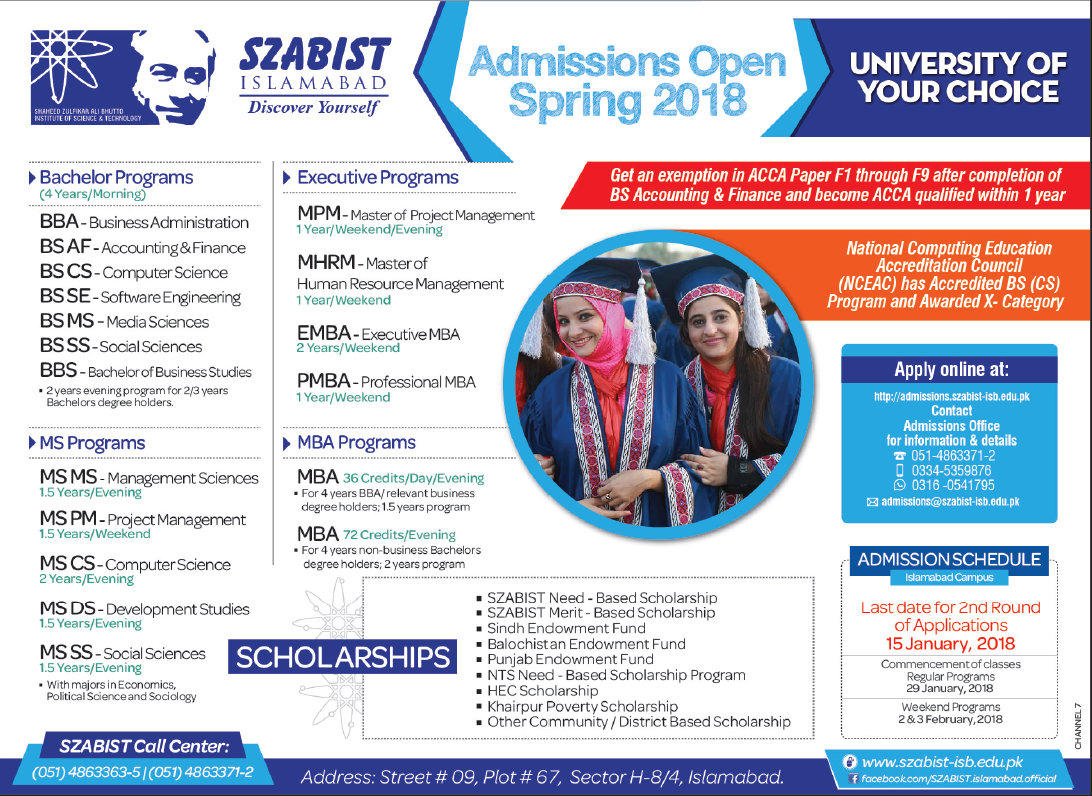 SHAHEED ZULFIKAR ALI BHUTTO
INSTITUTE OF SCIENCE & TECHNOLOGY
SZABIST
ISLAMABAD
Discover Yourself
Admissions Open
Spring 2018
UNIVERSITY OF
YOUR CHOICE
Bachelor Programs
(4 Years/Morning)
BBA - Business Administration
BS AF - Accounting & Finance
BS CS - Computer Science
BS SE - Software Engineering
BS MS - Media Sciences
BS SS - Social Sciences
BBS - Bachelor of Business Studies
▪ 2 years evening program for 2/3 years
Bachelors degree holders.
MS Programs
MS MS - Management Sciences
1.5 Years/Evening
MS PM - Project Management
1.5 Years/Weekend
MS CS - Computer Science
2 Years/Evening
MS DS - Development Studies
1.5 Years/Evening
MS SS - Social Sciences
1.5 Years/Evening
▪ With majors in Economics,
Political Science and Sociology
Executive Programs
MPM - Master of Project Management
1 Year/Weekend/Evening
MHRM - Master of
Human Resource Management
1 Year/Weekend
EMBA - Executive MBA
2 Years/Weekend
PMBA - Professional MBA
1 Year/Weekend
MBA Programs
MBA 36 Credits/Day/Evening
▪ For 4 years BBA/relevant business
degree holders; 1.5 years program
MBA 72 Credits/Evening
▪ For 4 years non-business Bachelors
degree holders; 2 years program
Get an exemption in ACCA Paper F1 through F9 after completion of
BS Accounting & Finance and become ACCA qualified within 1 year
National Computing Education
Accreditation Council
(NCEAC) has Accredited BS (CS)
Program and Awarded X- Category
Apply online at:
http://admissions.szabist-isb.edu.pk
Contact
Admissions Office
for information & details
051-4863371-2
0334-5359876
0316 -0541795
admissions@szabist-isb.edu.pk
ADMISSION SCHEDULE
Islamabad Campus
Last date for 2nd Round
of Applications
15 January, 2018
Commencement of classes
Regular Programs
29 January, 2018
Weekend Programs
2 & 3 February, 2018
SCHOLARSHIPS
▪ SZABIST Need - Based Scholarship
▪ SZABIST Merit - Based Scholarship
▪ Sindh Endowment Fund
▪ Balochistan Endowment Fund
▪ Punjab Endowment Fund
▪ NTS Need - Based Scholarship Program
▪ HEC Scholarship
▪ Khairpur Poverty Scholarship
▪ Other Community / District Based Scholarship
CHANNEL 7
SZABIST Call Center:
(051) 4863363-5 | (051) 4863371-2
Address: Street # 09, Plot # 67, Sector H-8/4, Islamabad.
www.szabist-isb.edu.pk
facebook.com/SZABIST.islamabad.official